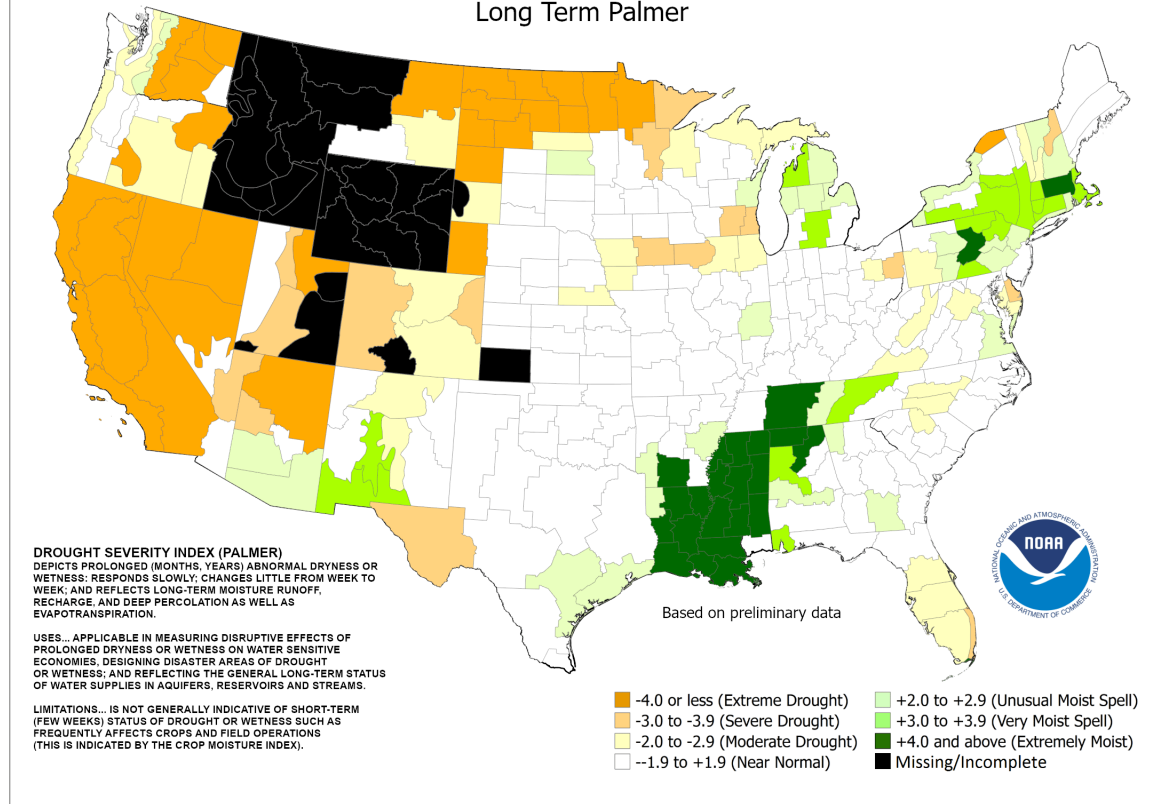 Long Term Palmer
DROUGHT SEVERITY INDEX (PALMER)
DEPICTS PROLONGED (MONTHS, YEARS) ABNORMAL DRYNESS OR
WETNESS: RESPONDS SLOWLY; CHANGES LITTLE FROM WEEK TO
WEEK; AND REFLECTS LONG-TERM MOISTURE RUNOFF,
RECHARGE, AND DEEP PERCOLATION AS WELL AS
EVAPOTRANSPIRATION.
USES... APPLICABLE IN MEASURING DISRUPTIVE EFFECTS OF
PROLONGED DRYNESS OR WETNESS ON WATER SENSITIVE
ECONOMIES, DESIGNING DISASTER AREAS OF DROUGHT
OR WETNESS; AND REFLECTING THE GENERAL LONG-TERM STATUS
OF WATER SUPPLIES IN AQUIFERS, RESERVOIRS AND STREAMS.
LIMITATIONS... IS NOT GENERALLY INDICATIVE OF SHORT-TERM
(FEW WEEKS) STATUS OF DROUGHT OR WETNESS SUCH AS
FREQUENTLY AFFECTS CROPS AND FIELD OPERATIONS
(THIS IS INDICATED BY THE CROP MOISTURE INDEX).
NATIONAL OCEANIC AND ATMOSPHERIC ADMINISTRATION
NOAA
U.S. DEPARTMENT OF COMMERCE
Based on preliminary data
-4.0 or less (Extreme Drought)
-3.0 to -3.9 (Severe Drought)
-2.0 to -2.9 (Moderate Drought)
--1.9 to +1.9 (Near Normal)
+2.0 to +2.9 (Unusual Moist Spell)
+3.0 to +3.9 (Very Moist Spell)
+4.0 and above (Extremely Moist)
Missing/Incomplete